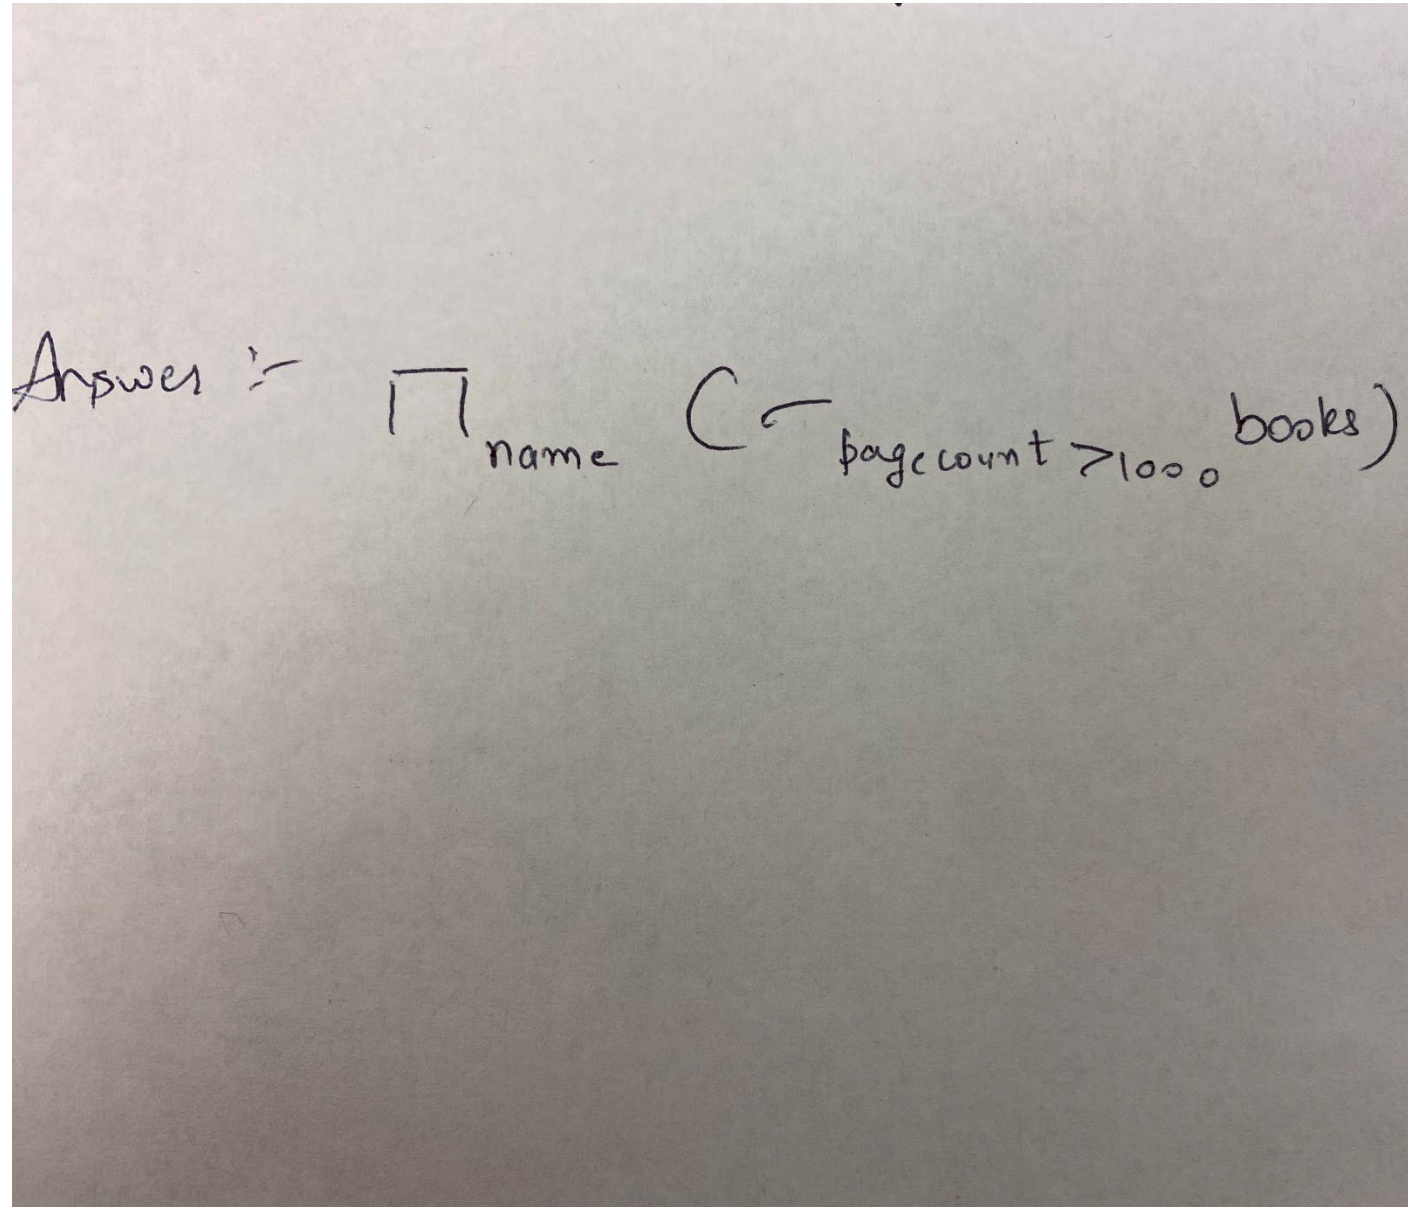 Answer :- Π name (σ pagecount >1000 books)